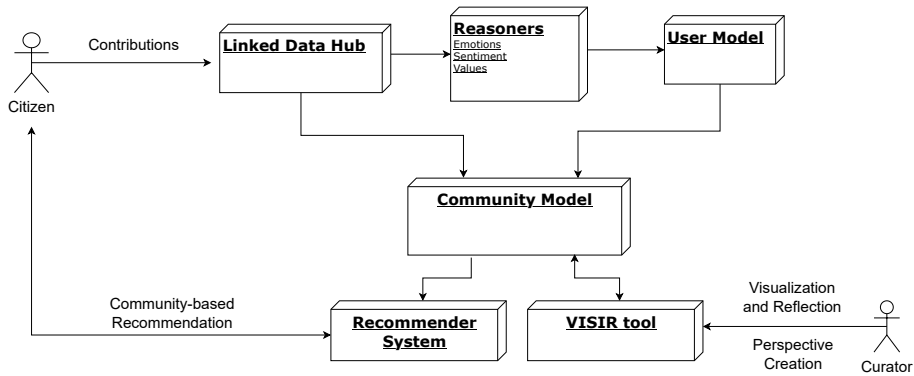 Contributions
Citizen
Linked Data Hub
Reasoners
Emotions
Sentiment
Values
User Model
Community Model
Community-based
Recommendation
Recommender
System
VISIR tool
Visualization
and Reflection
Perspective
Creation
Curator